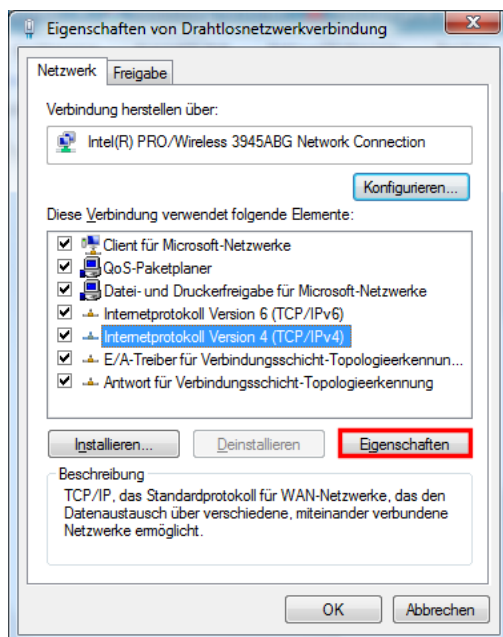 Eigenschaften von Drahtlosnetzwerkverbindung
Netzwerk Freigabe
Verbindung herstellen über:
Intel(R) PRO/Wireless 3945ABG Network Connection
Konfigurieren...
Diese Verbindung verwendet folgende Elemente:
Client für Microsoft-Netzwerke
QoS-Paketplaner
Datei- und Druckerfreigabe für Microsoft-Netzwerke
Internetprotokoll Version 6 (TCP/IPv6)
Internetprotokoll Version 4 (TCP/IPv4)
E/A-Treiber für Verbindungsschicht-Topologieerkennun...
Antwort für Verbindungsschicht-Topologieerkennung
Installieren... Deinstallieren Eigenschaften
Beschreibung
TCP/IP, das Standardprotokoll für WAN-Netzwerke, das den
Datenaustausch über verschiedene, miteinander verbundene
Netzwerke ermöglicht.
OK Abbrechen